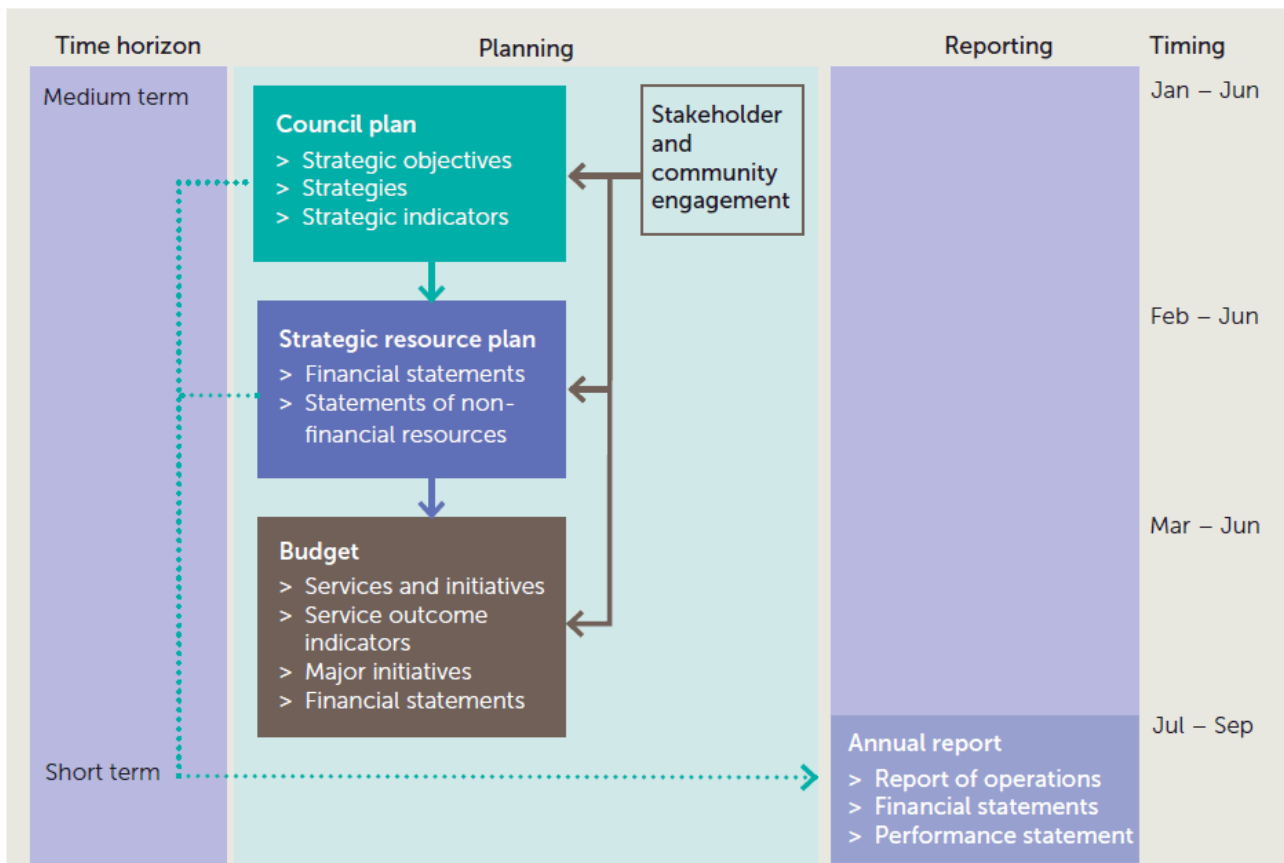 Time horizon
Planning
Reporting
Timing
Medium term
Jan – Jun
Council plan
> Strategic objectives
> Strategies
> Strategic indicators
Stakeholder
and
community
engagement
Feb – Jun
Strategic resource plan
> Financial statements
> Statements of non-
financial resources
Mar – Jun
Budget
> Services and initiatives
> Service outcome
indicators
> Major initiatives
> Financial statements
Jul – Sep
Short term
Annual report
> Report of operations
> Financial statements
> Performance statement